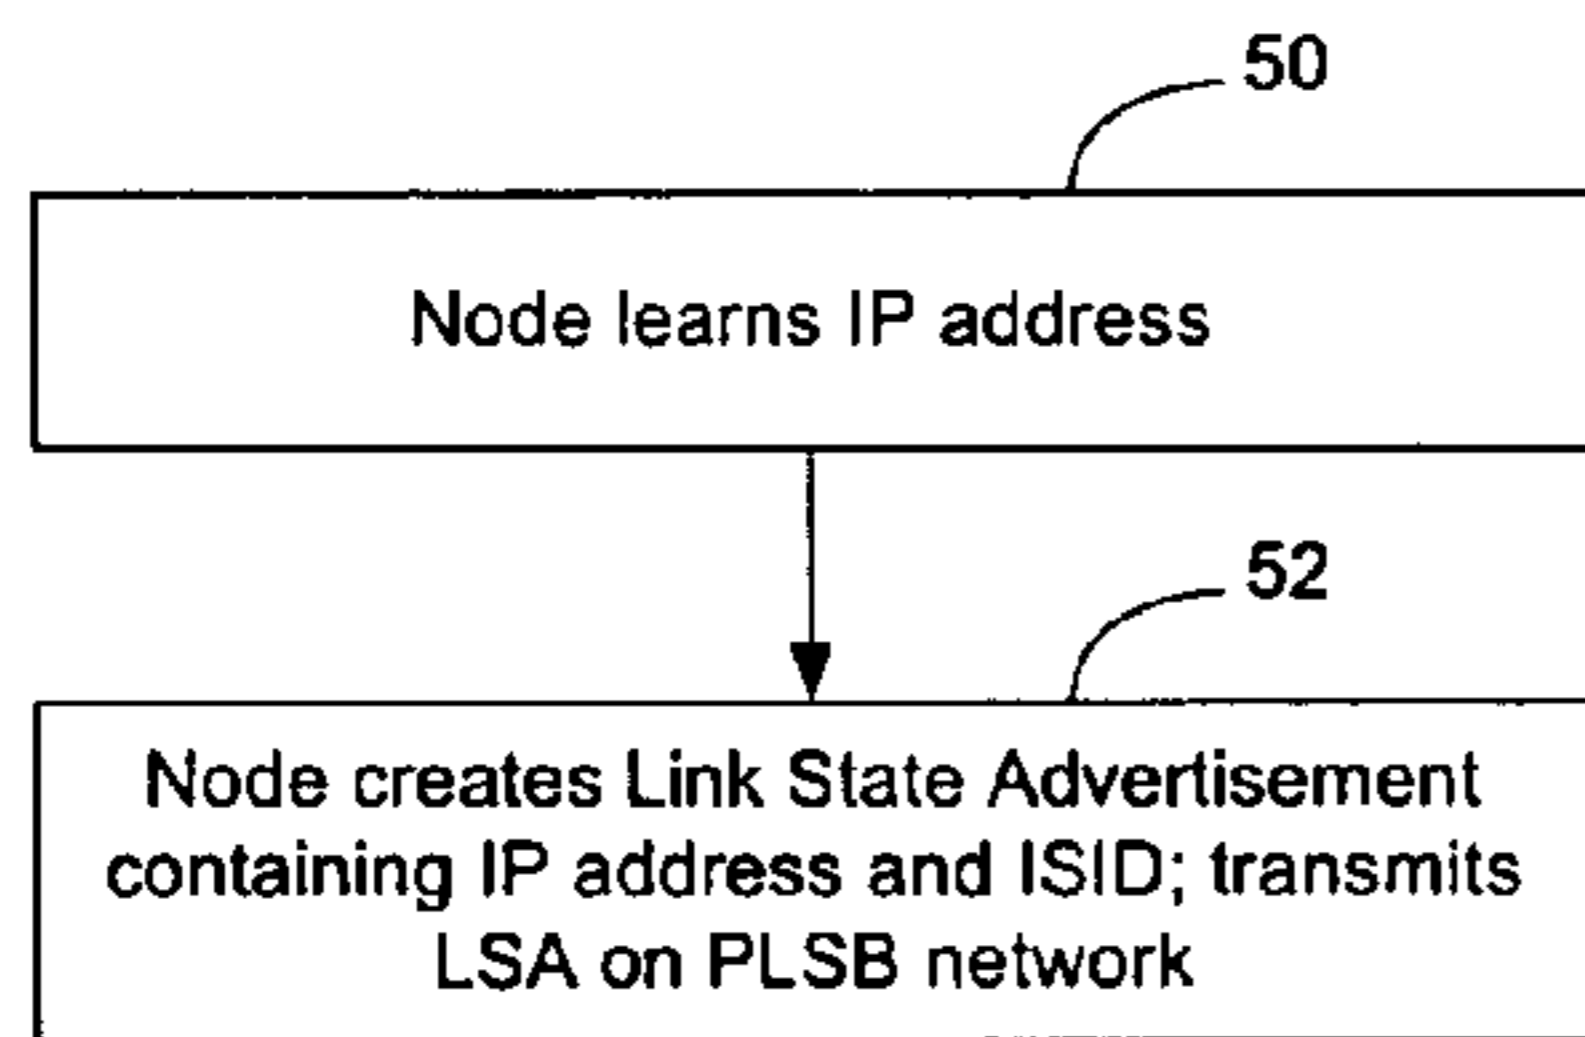 50
Node learns IP address
52
Node creates Link State Advertisement
containing IP address and ISID; transmits
LSA on PLSB network